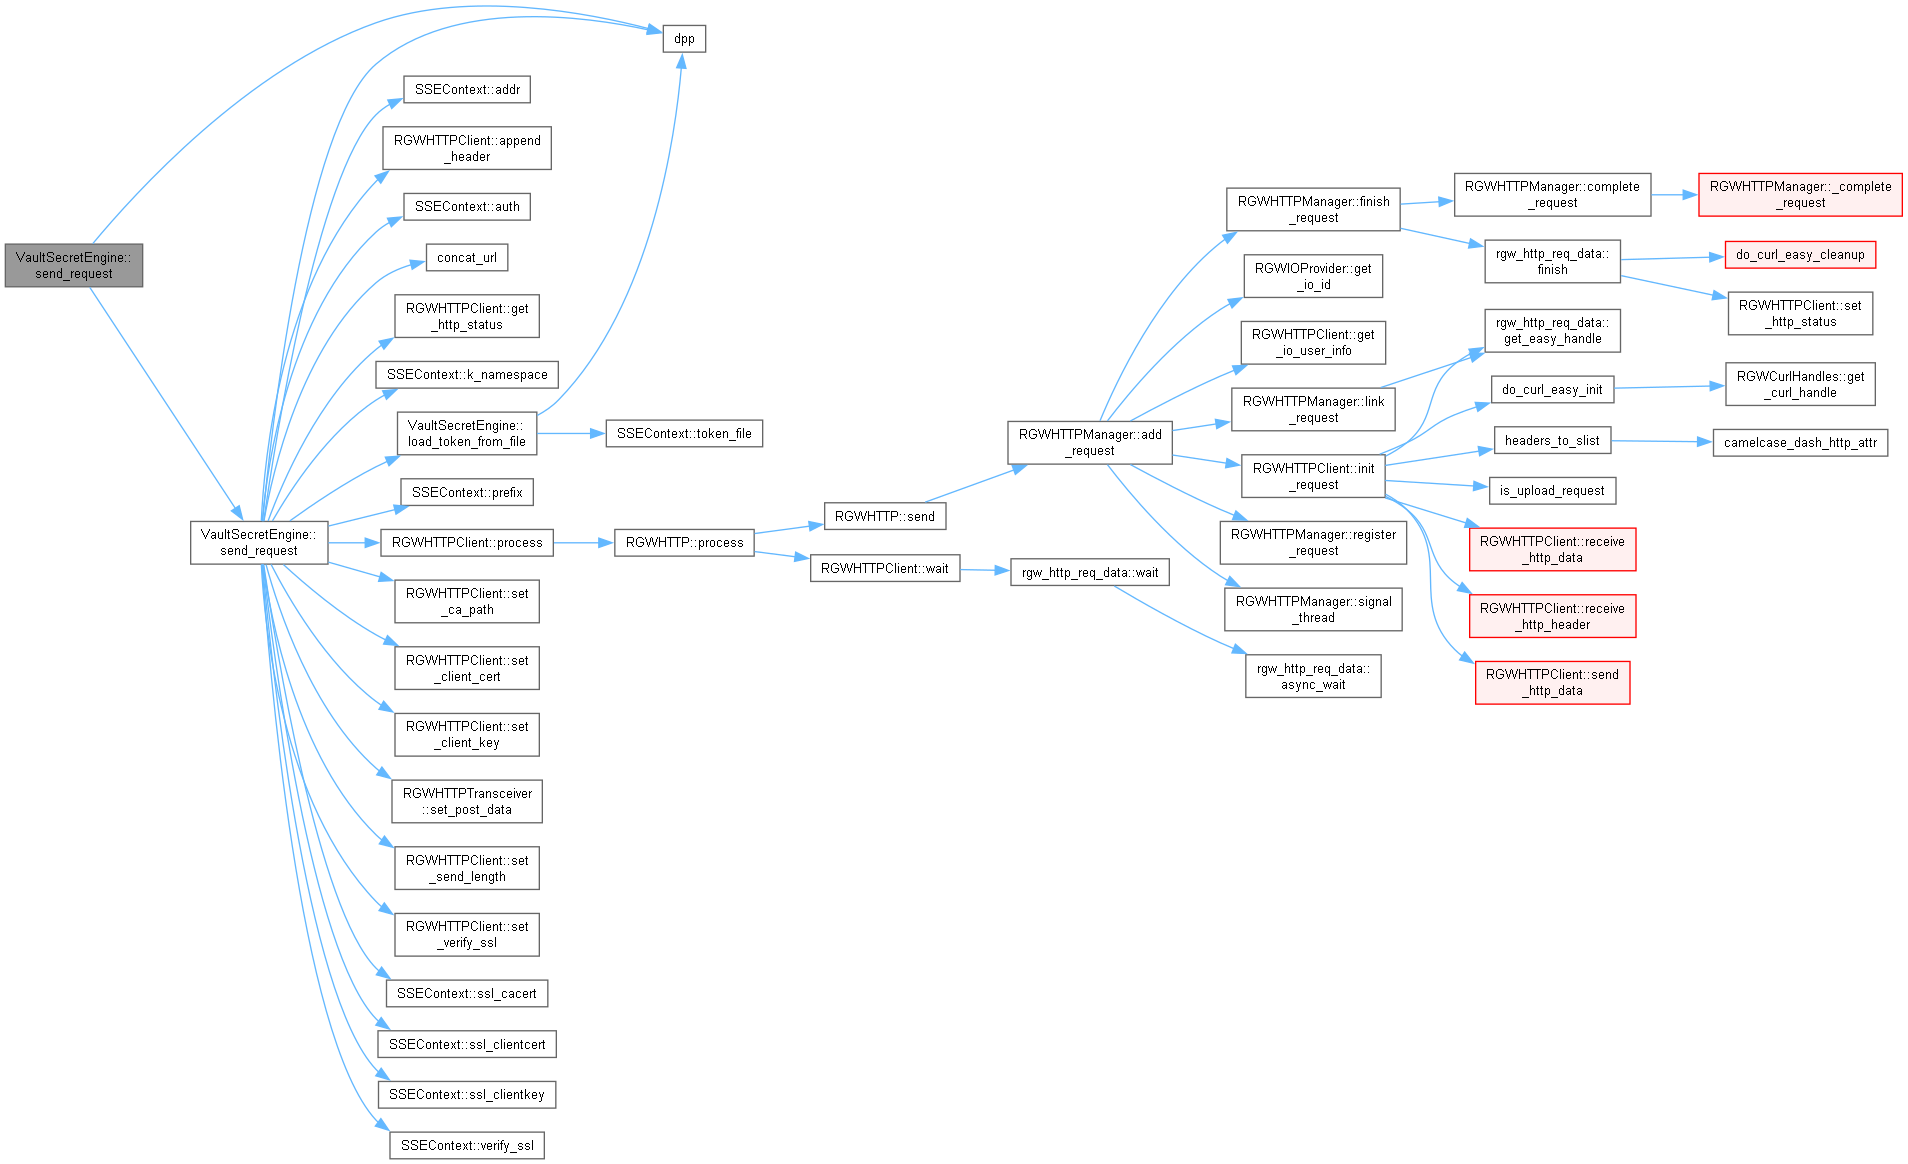 VaultSecretEngine::
send_request
VaultSecretEngine::
send_request
dpp
SSEContext::addr
RGWHTTPClient::append
_header
SSEContext::auth
concat_url
RGWHTTPClient::get
_http_status
SSEContext::k_namespace
VaultSecretEngine::
load_token_from_file
SSEContext::token_file
SSEContext::prefix
RGWHTTPClient::process
RGWHTTPClient::set
_ca_path
RGWHTTPClient::set
_client_cert
RGWHTTPClient::set
_client_key
RGWHTTPTransceiver
::set_post_data
RGWHTTPClient::set
_send_length
RGWHTTPClient::set
_verify_ssl
SSEContext::ssl_cacert
SSEContext::ssl_clientcert
SSEContext::ssl_clientkey
SSEContext::verify_ssl
RGWHTTP::process
RGWHTTP::send
RGWHTTPClient::wait
RGWHTTPManager::add
_request
rgw_http_req_data::wait
RGWHTTPManager::finish
_request
RGWIOProvider::get
_io_id
RGWHTTPClient::get
_io_user_info
RGWHTTPManager::link
_request
RGWHTTPClient::init
_request
RGWHTTPManager::register
_request
RGWHTTPManager::signal
_thread
rgw_http_req_data::
async_wait
RGWHTTPManager::complete
_request
rgw_http_req_data::
finish
rgw_http_req_data::
get_easy_handle
do_curl_easy_init
headers_to_slist
is_upload_request
RGWHTTPClient::receive
_http_data
RGWHTTPClient::receive
_http_header
RGWHTTPClient::send
_http_data
RGWHTTPManager::_complete
_request
do_curl_easy_cleanup
RGWHTTPClient::set
_http_status
RGWCurlHandles::get
_curl_handle
camelcase_dash_http_attr